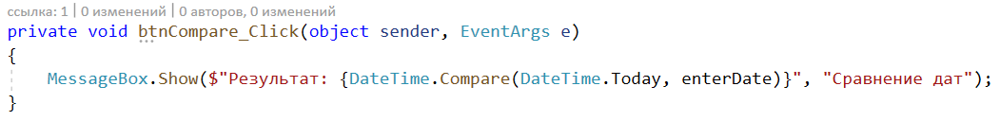 ссылка: 1 | 0 изменений | 0 авторов, 0 изменений
private void btnCompare_Click(object sender, EventArgs e)
{
    MessageBox.Show($"Результат: {DateTime.Compare(DateTime.Today, enterDate)}", "Сравнение дат");
}